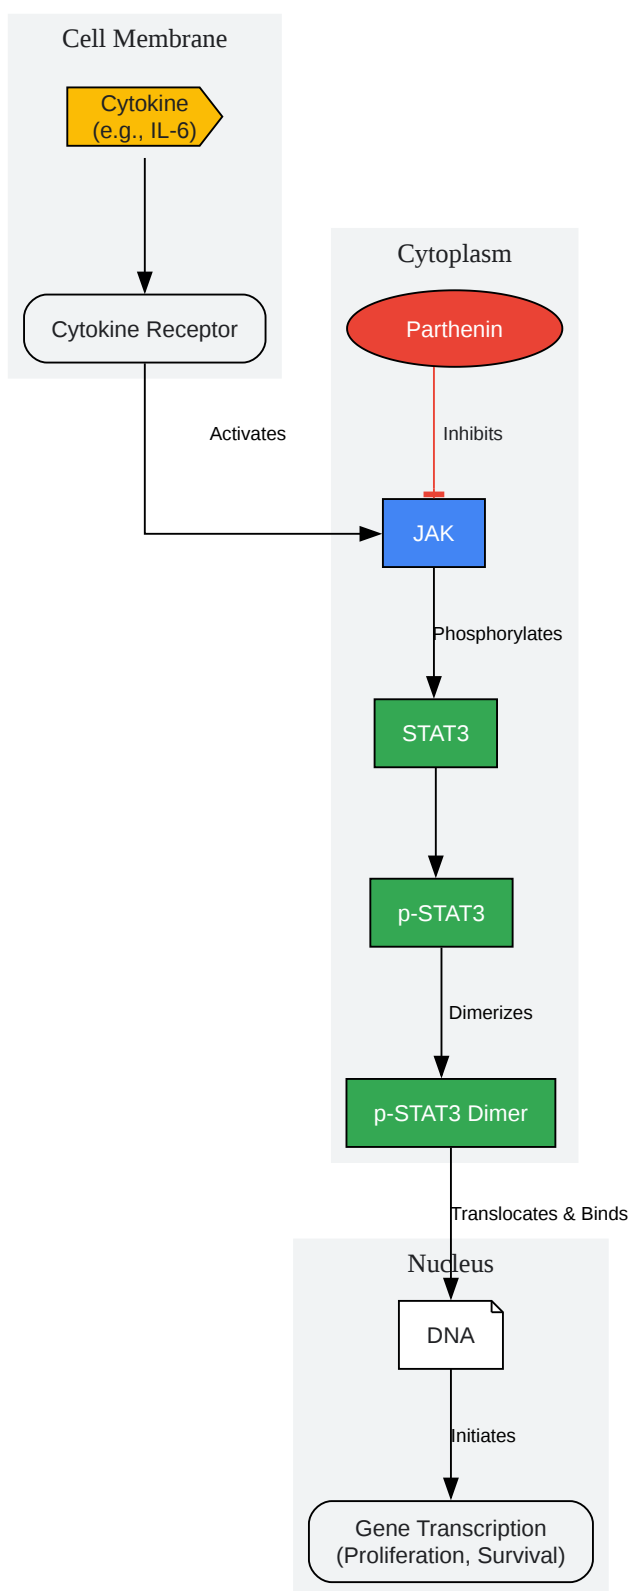 Cell Membrane
Cytokine
(e.g., IL-6)
Cytokine Receptor
Cytoplasm
Parthenin
Activates
Inhibits
JAK
Phosphorylates
STAT3
p-STAT3
Dimerizes
p-STAT3 Dimer
Translocates & Binds
Nucleus
DNA
Initiates
Gene Transcription
(Proliferation, Survival)